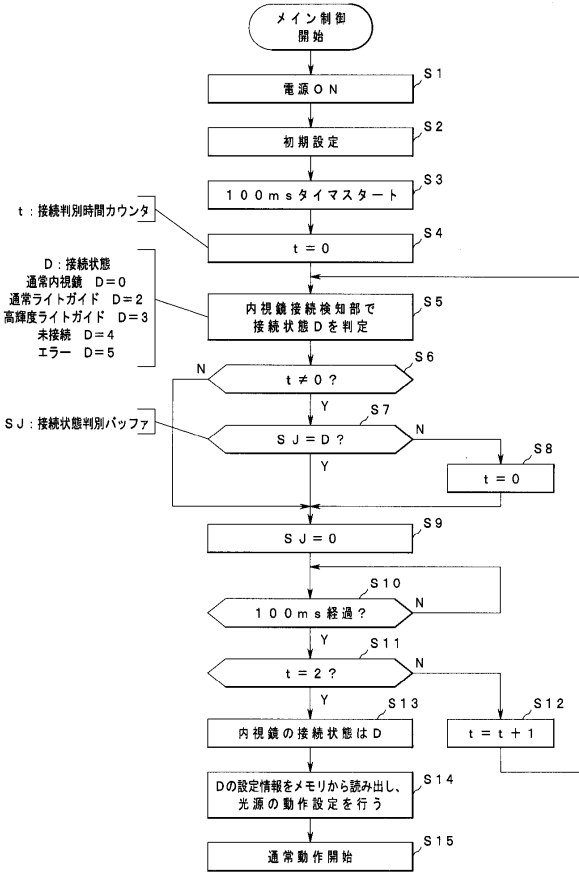 メイン制御
開始
S1
電源ON
S2
初期設定
S3
100msタイマスタート
t:接続判別時間カウンタ
S4
t=0
D:接続状態
通常内視鏡 D=0
通常ライトガイド D=2
高輝度ライトガイド D=3
未接続 D=4
エラー D=5
S5
内視鏡接続検知部で
接続状態Dを判定
S6
N
t≠0?
Y
SJ:接続状態判別バッファ
S7
SJ=D?
N
Y
S8
t=0
S9
SJ=0
S10
100ms経過?
N
Y
S11
t=2?
N
Y
S12
t=t+1
S13
内視鏡の接続状態はD
S14
Dの設定情報をメモリから読み出し、
光源の動作設定を行う
S15
通常動作開始